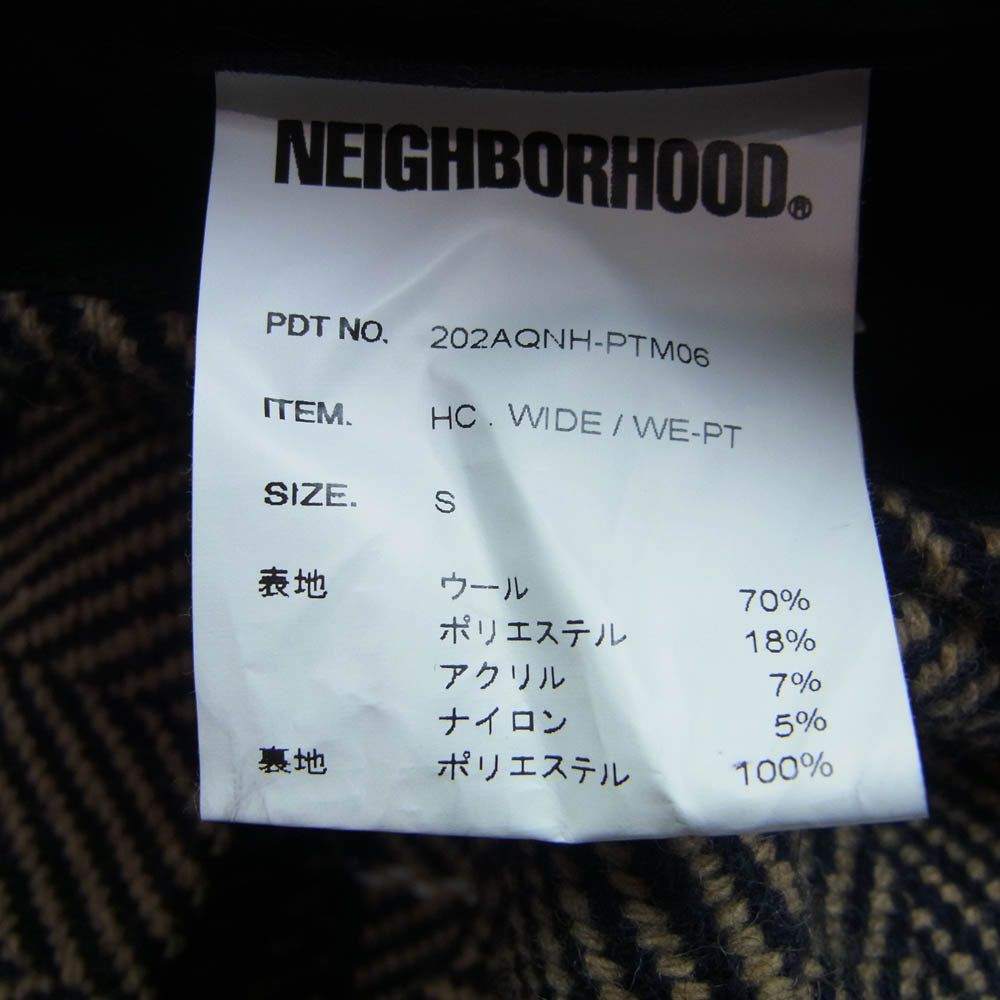 NEIGHBORHOOD®
PDT NO. 202AQNH-PTM06
ITEM. HC . WIDE / WE-PT
SIZE. S
表地 ウール 70%
ポリエステル 18%
アクリル 7%
ナイロン 5%
裏地 ポリエステル 100%